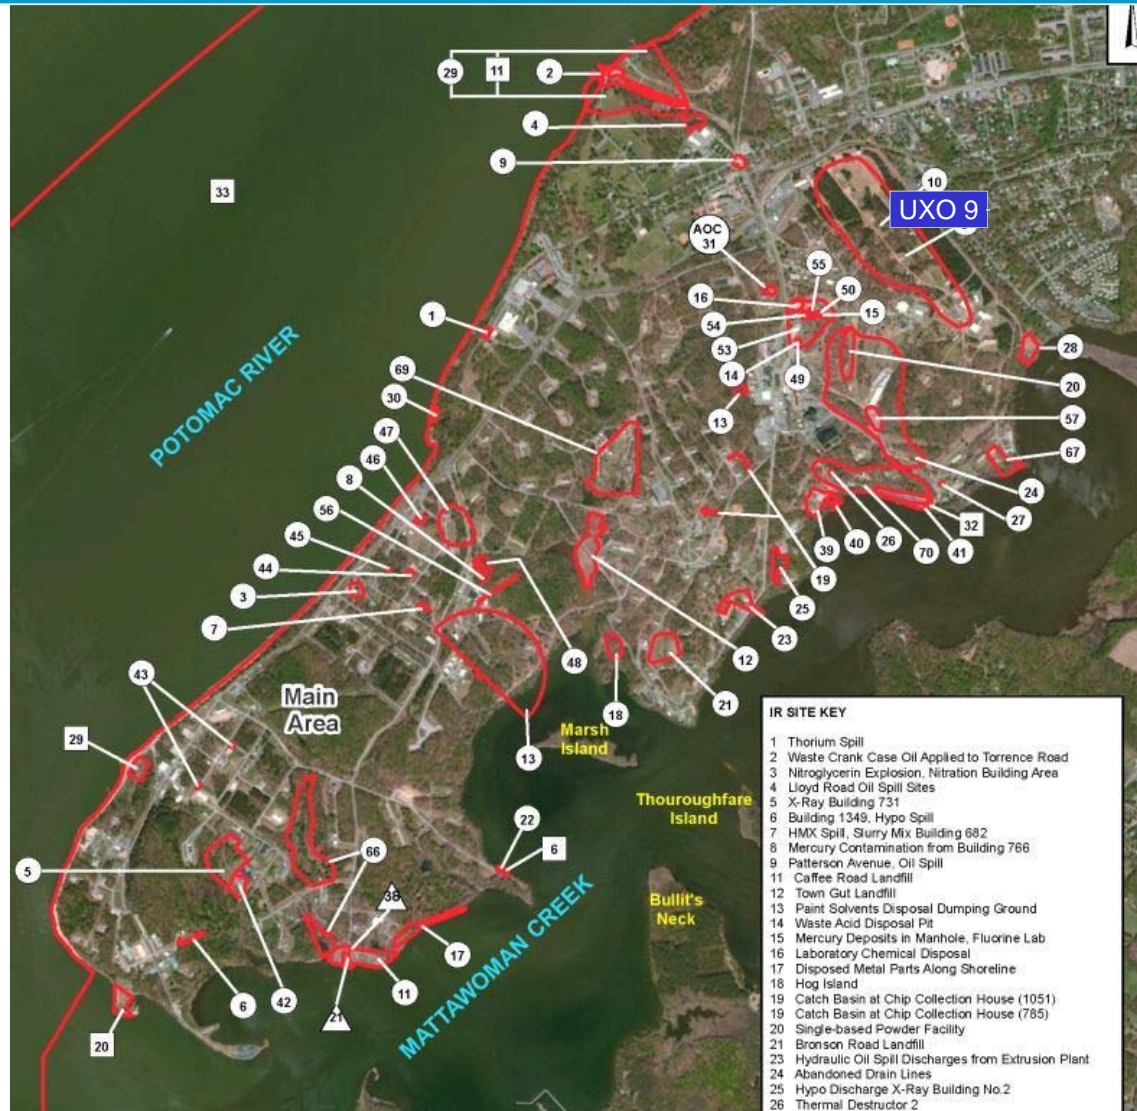 29
11
2
4
9
33
10
UXO 9
AOC
31
55
50
16
54
15
1
53
28
14
49
69
20
POTOMAC RIVER
30
13
57
47
67
46
8
24
56
27
32
45
39
40
26
70
41
44
19
3
25
7
23
48
12
43
21
18
Main
Area
IR SITE KEY
29
Marsh
Island
13
1 Thorium Spill
2 Waste Crank Case Oil Applied to Torrence Road
3 Nitroglycerin Explosion, Nitration Building Area
Thouroughfare
Island
4 Lloyd Road Oil Spill Sites
5 X-Ray Building 731
22
6
6 Building 1349, Hypo Spill
7 HMX Spill, Slurry Mix Building 682
8 Mercury Contamination from Building 766
66
5
9 Patterson Avenue, Oil Spill
11 Caffee Road Landfill
38
Bullit's
Neck
12 Town Gut Landfill
13 Paint Solvents Disposal Dumping Ground
14 Waste Acid Disposal Pit
15 Mercury Deposits in Manhole, Fluorine Lab
17
16 Laboratory Chemical Disposal
17 Disposed Metal Parts Along Shoreline
MATTAWOMAN CREEK
18 Hog Island
6
42
11
19 Catch Basin at Chip Collection House (1051)
21
19 Catch Basin at Chip Collection House (785)
20 Single-based Powder Facility
20
21 Bronson Road Landfill
23 Hydraulic Oil Spill Discharges from Extrusion Plant
24 Abandoned Drain Lines
25 Hypo Discharge X-Ray Building No.2
26 Thermal Destructor 2